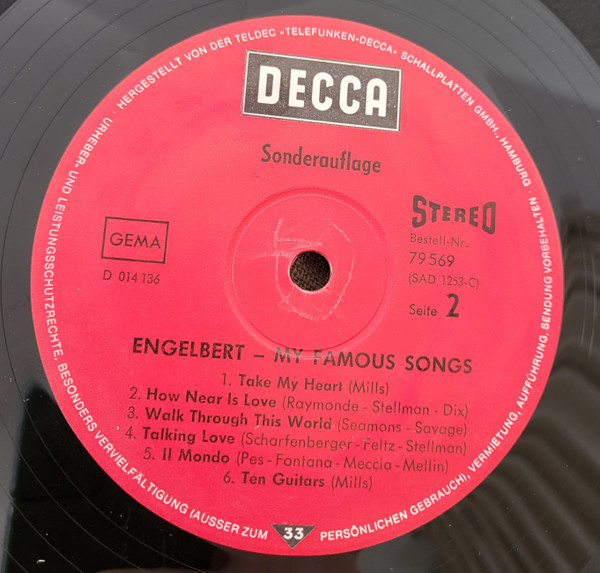 · HERGESTELLT VON DER TELDEC »TELEFUNKEN-DECCA« SCHALLPLATTEN GMBH., HAMBURG ·
DECCA
Sonderauflage
GEMA
D 014 136
STEREO
Bestell-Nr.
79 569
(SAD 1253-C)
Seite 2
ENGELBERT – MY FAMOUS SONGS
1. Take My Heart (Mills)
2. How Near Is Love (Raymonde - Stellman - Dix)
3. Walk Through This World (Seamons - Savage)
4. Talking Love (Scharfenberger - Feltz - Stellman)
5. Il Mondo (Pes - Fontana - Meccia - Mellin)
6. Ten Guitars (Mills)
33
URHEBER- UND LEISTUNGSSCHUTZRECHTE, BESONDERS VERVIELFÄLTIGUNG (AUSSER ZUM PERSÖNLICHEN GEBRAUCH), VERMIETUNG, AUFFÜHRUNG, SENDUNG VORBEHALTEN ·